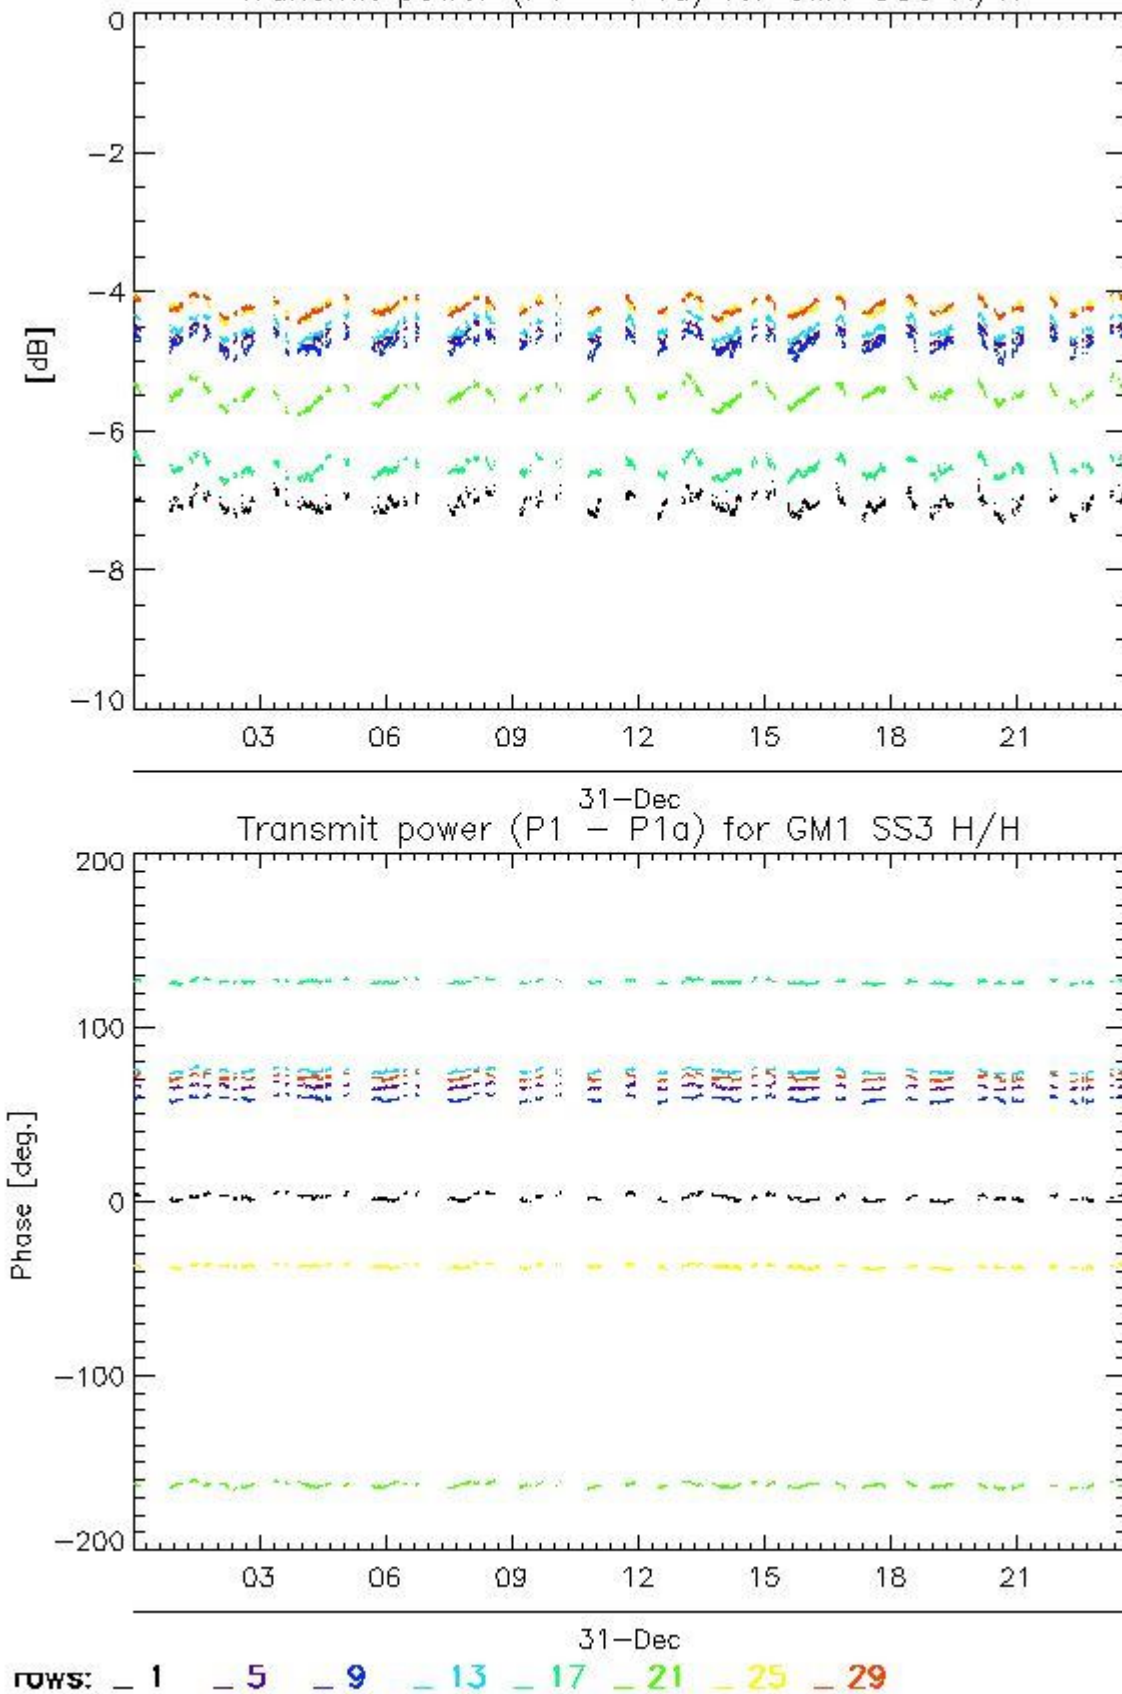 0
−2
−4
[dB]
−6
−8
−10
03 06 09 12 15 18 21
31−Dec
Transmit power (P1 − P1a) for GM1 SS3 H/H
200
100
0
Phase [deg.]
−100
−200
03 06 09 12 15 18 21
31−Dec
rows: _ 1 _ 5 _ 9 _ 13 _ 17 _ 21 _ 25 _ 29